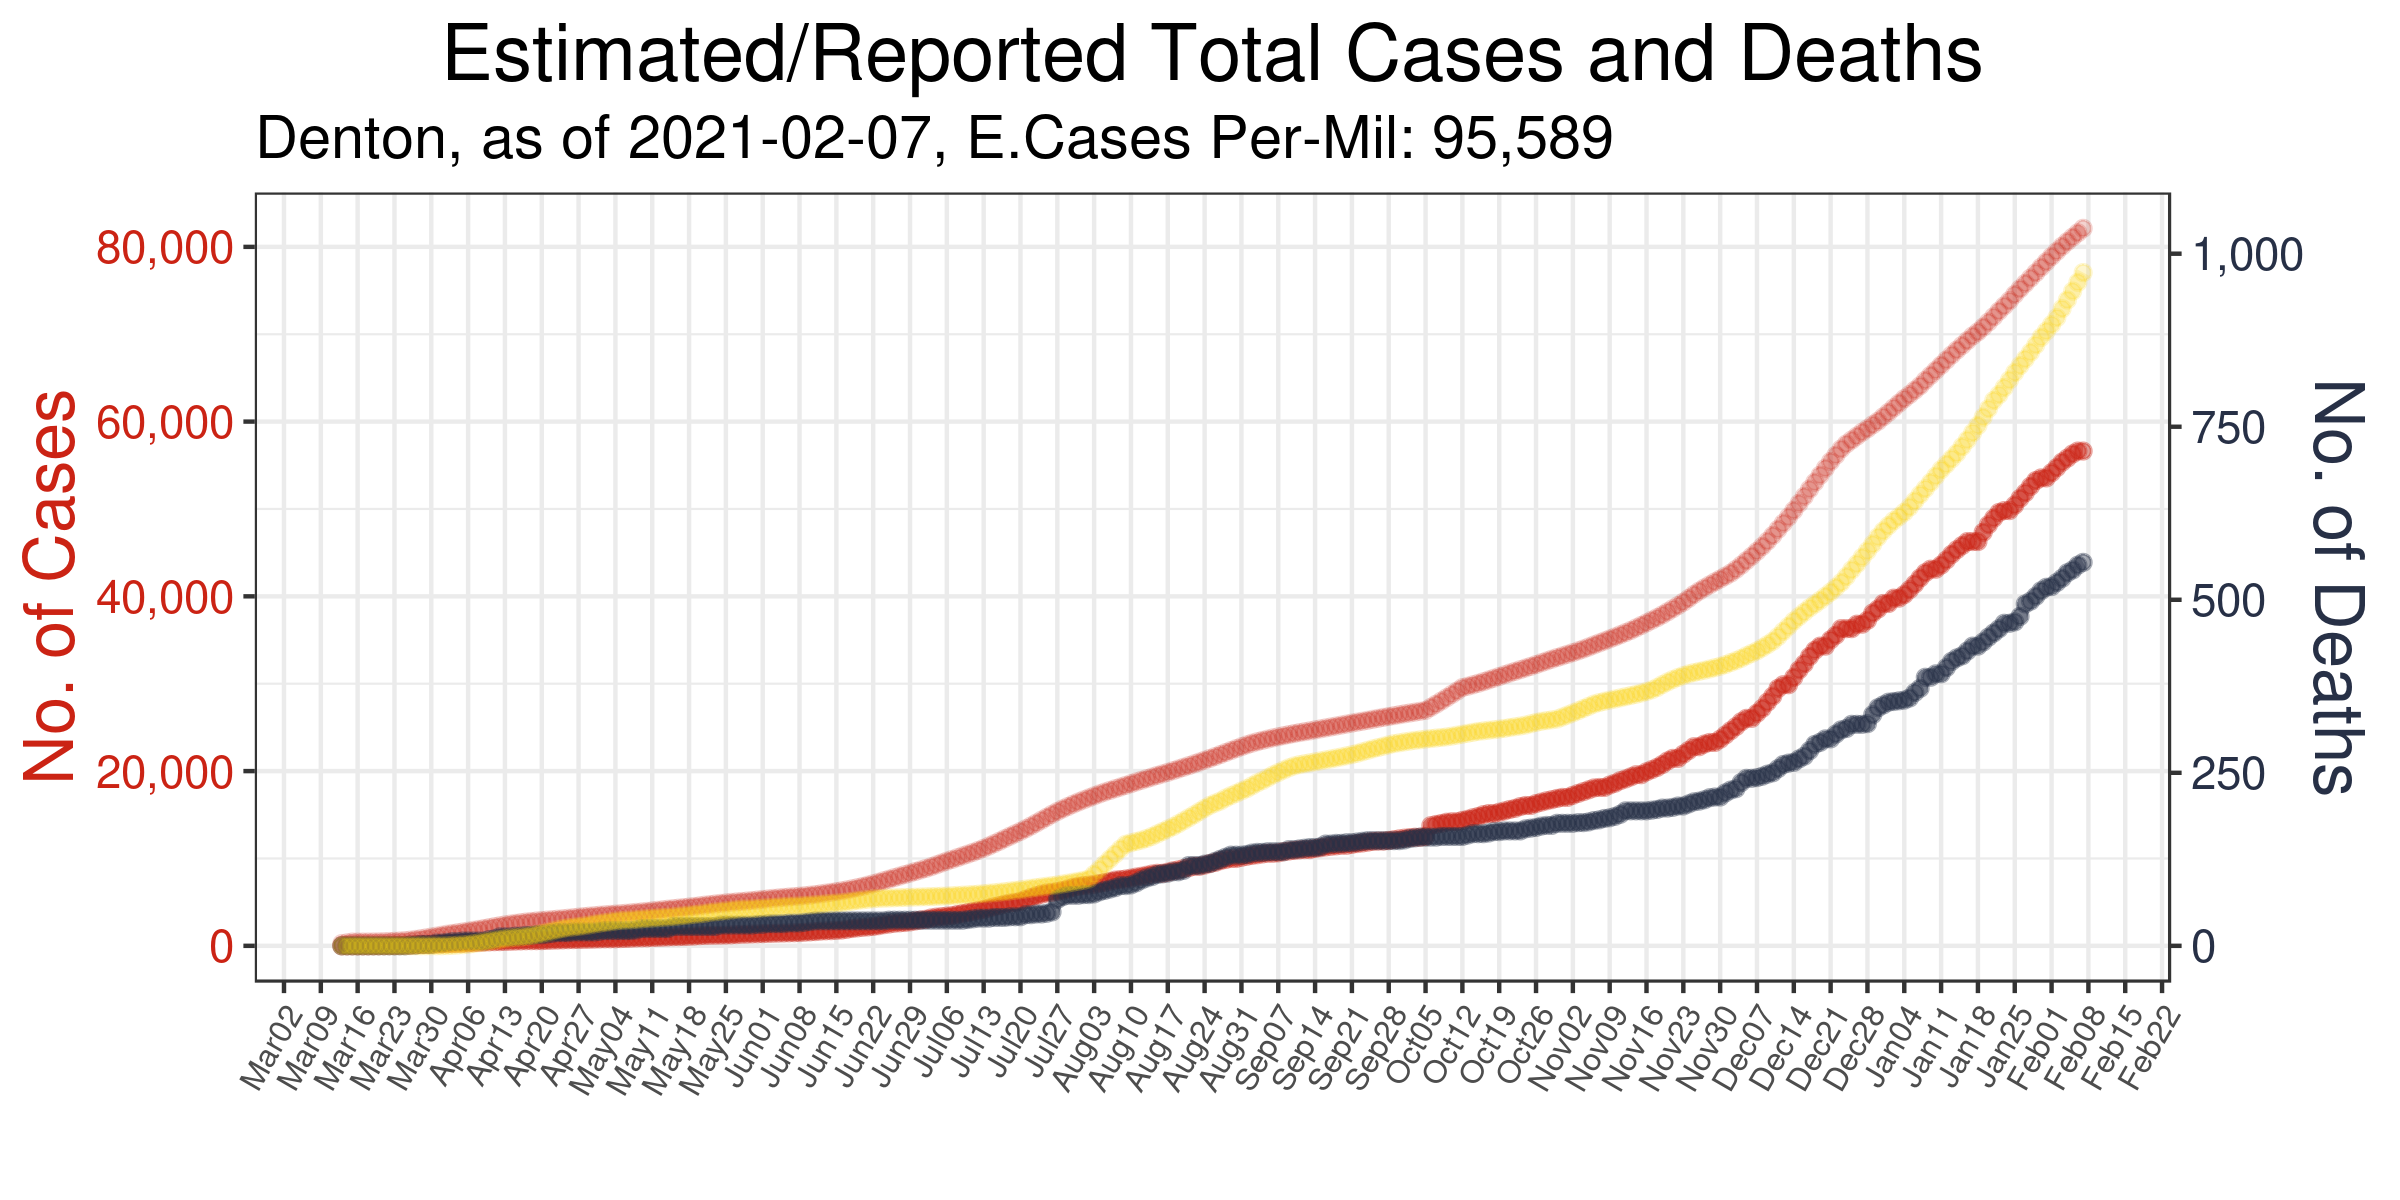 Estimated/Reported Total Cases and Deaths
Denton, as of 2021-02-07, E.Cases Per-Mil: 95,589
No. of Cases
80,000
60,000
40,000
20,000
0
1,000
750
500
250
0
No. of Deaths
Mar02
Mar09
Mar16
Mar23
Mar30
Apr06
Apr13
Apr20
Apr27
May04
May11
May18
May25
Jun01
Jun08
Jun15
Jun22
Jun29
Jul06
Jul13
Jul20
Jul27
Aug03
Aug10
Aug17
Aug24
Aug31
Sep07
Sep14
Sep21
Sep28
Oct05
Oct12
Oct19
Oct26
Nov02
Nov09
Nov16
Nov23
Nov30
Dec07
Dec14
Dec21
Dec28
Jan04
Jan11
Jan18
Jan25
Feb01
Feb08
Feb15
Feb22